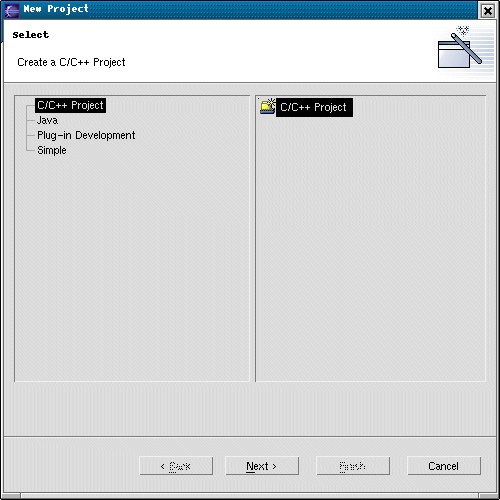 New Project
Select
Create a C/C++ Project
C/C++ Project
Java
Plug-in Development
Simple
C/C++ Project
< Back
Next >
Finish
Cancel